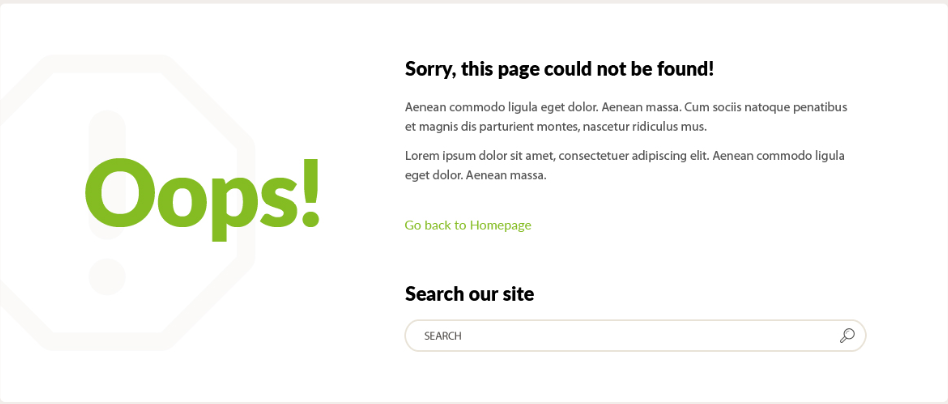 Oops!
Sorry, this page could not be found!
Aenean commodo ligula eget dolor. Aenean massa. Cum sociis natoque penatibus
et magnis dis parturient montes, nascetur ridiculus mus.
Lorem ipsum dolor sit amet, consectetuer adipiscing elit. Aenean commodo ligula
eget dolor. Aenean massa.
Go back to Homepage
Search our site
SEARCH